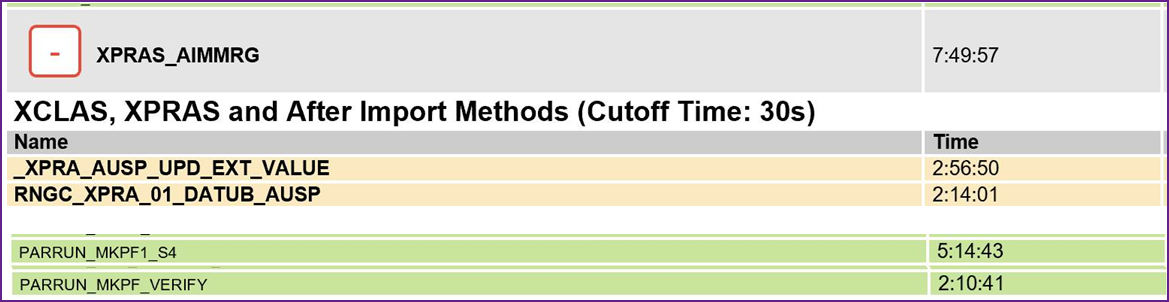 - XPRAS_AIMMRG 7:49:57
XCLAS, XPRAS and After Import Methods (Cutoff Time: 30s)
Name Time
_XPRA_AUSP_UPD_EXT_VALUE 2:56:50
RNGC_XPRA_01_DATUB_AUSP 2:14:01
PARRUN_MKPF1_S4 5:14:43
PARRUN_MKPF_VERIFY 2:10:41